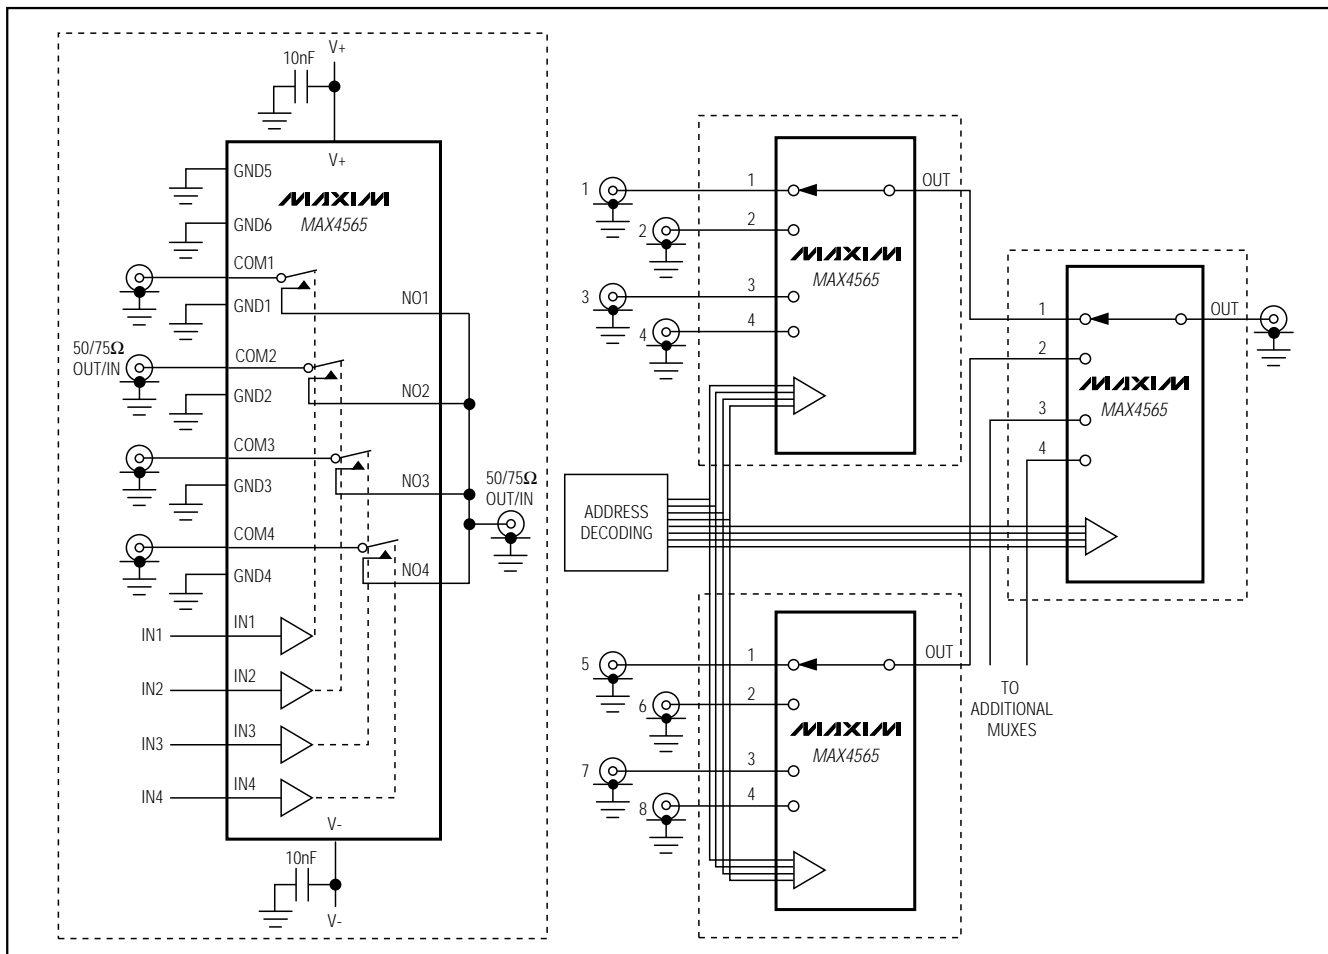 V+
10nF
V+
GND5
MAXIM
MAX4565
GND6
COM1
GND1
NO1
50/75Ω
OUT/IN
COM2
GND2
NO2
COM3
GND3
NO3
50/75Ω
OUT/IN
COM4
GND4
NO4
IN1
IN1
IN2
IN2
IN3
IN3
IN4
IN4
V-
10nF
V-
1
1
OUT
2
2
MAXIM
MAX4565
3
3
4
4
ADDRESS
DECODING
1
OUT
2
MAXIM
MAX4565
3
4
5
1
OUT
6
2
MAXIM
MAX4565
7
3
8
4
TO
ADDITIONAL
MUXES